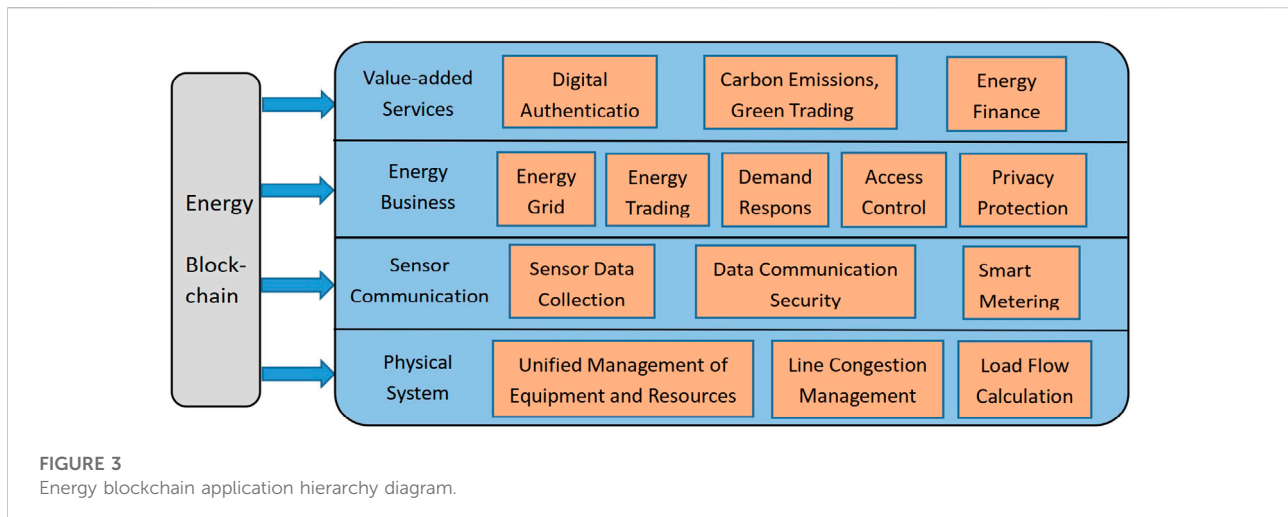 Energy
Block-
chain
Value-added
Services
Digital
Authenticatio
Carbon Emissions,
Green Trading
Energy
Finance
Energy
Business
Energy
Grid
Energy
Trading
Demand
Respons
Access
Control
Privacy
Protection
Sensor
Communication
Sensor Data
Collection
Data Communication
Security
Smart
Metering
Physical
System
Unified Management of
Equipment and Resources
Line Congestion
Management
Load Flow
Calculation
FIGURE 3
Energy blockchain application hierarchy diagram.